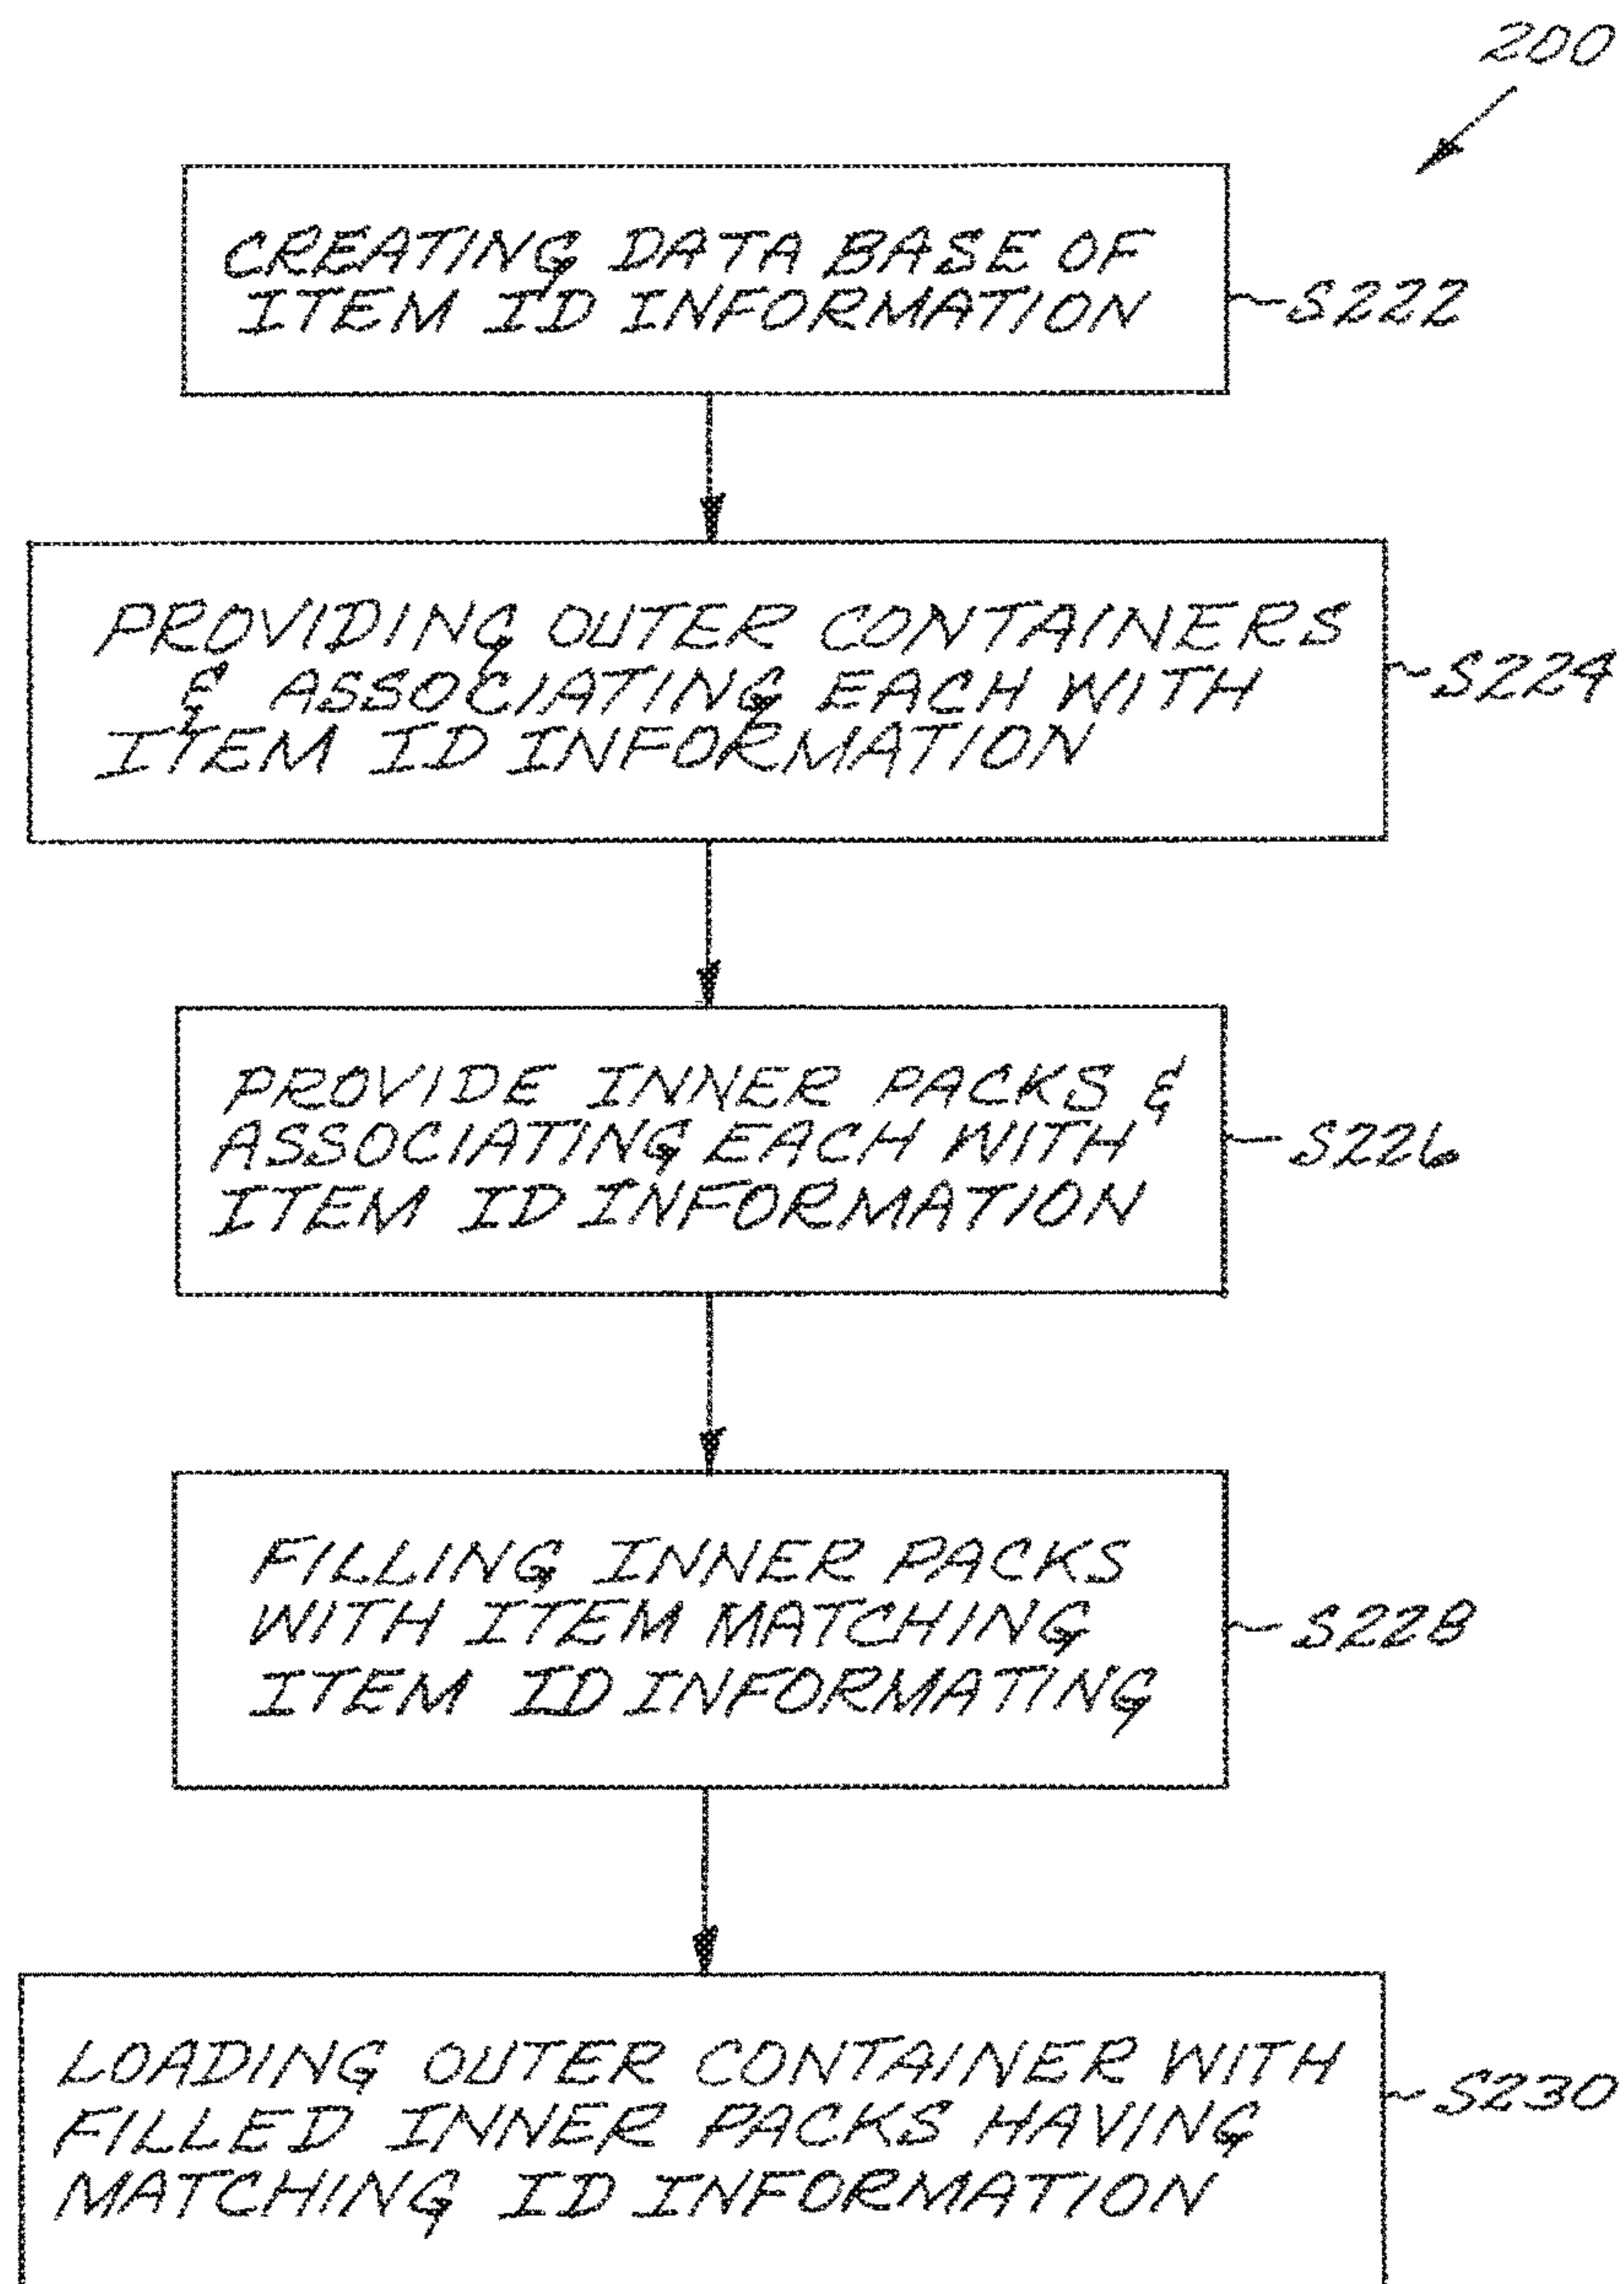 200
CREATING DATA BASE OF
ITEM ID INFORMATION
S222
PROVIDING OUTER CONTAINERS
& ASSOCIATING EACH WITH
ITEM ID INFORMATION
S224
PROVIDE INNER PACKS &
ASSOCIATING EACH WITH
ITEM ID INFORMATION
S226
FILLING INNER PACKS
WITH ITEM MATCHING
ITEM ID INFORMATING
S228
LOADING OUTER CONTAINER WITH
FILLED INNER PACKS HAVING
MATCHING ID INFORMATION
S230